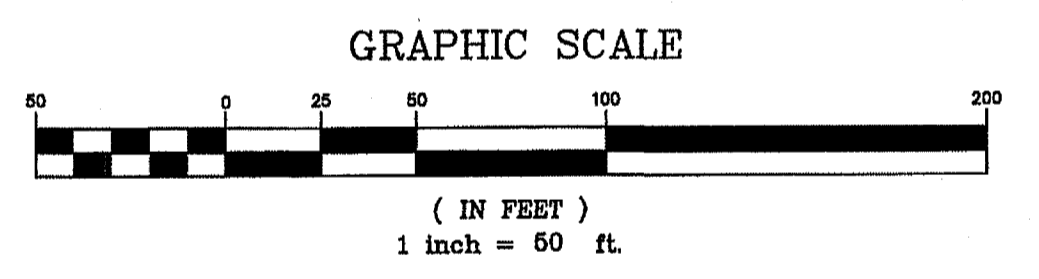 GRAPHIC SCALE
50 0 25 50 100 200
( IN FEET )
1 inch = 50 ft.